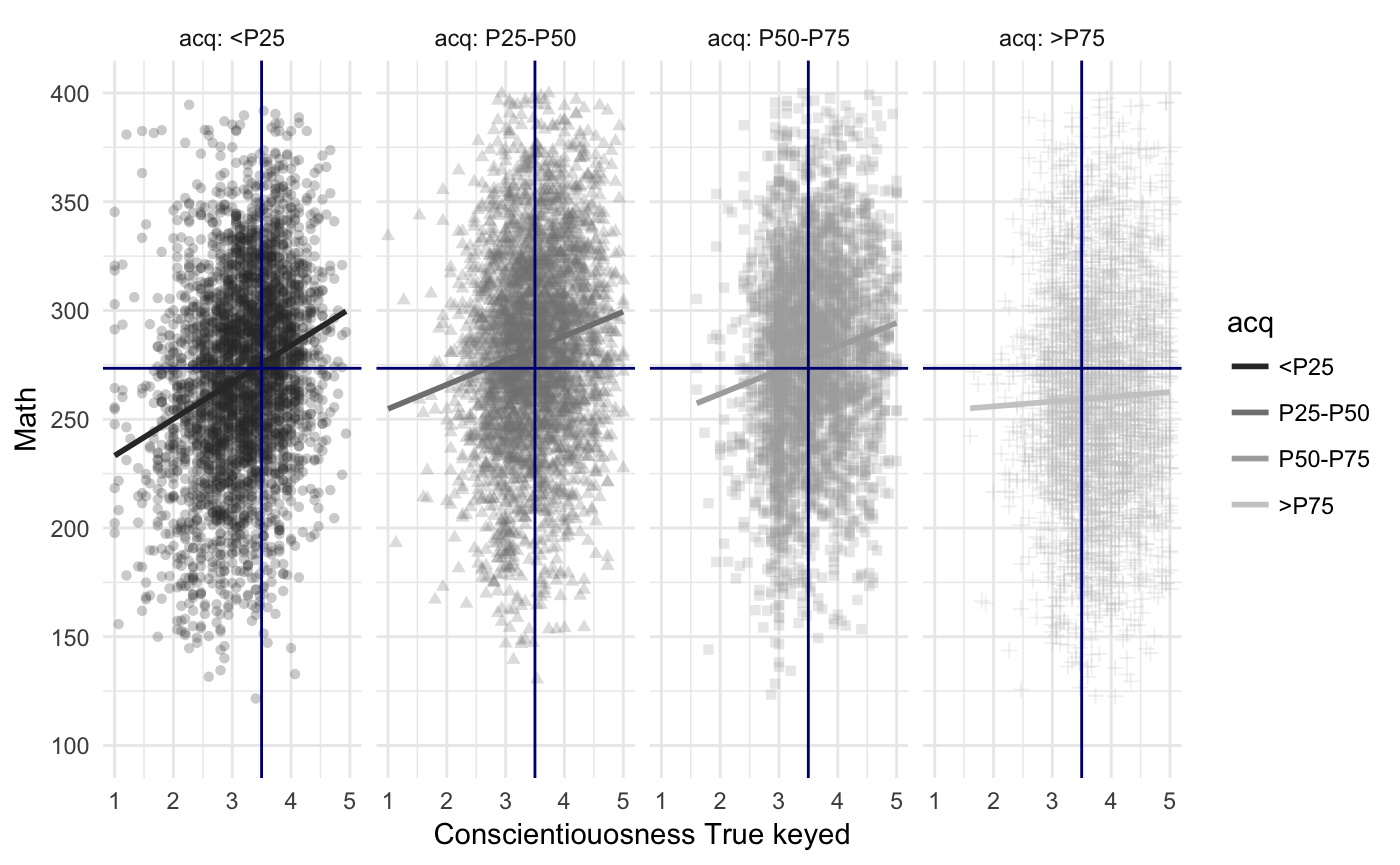 acq: <P25 acq: P25-P50 acq: P50-P75 acq: >P75
400
350
300
250
200
150
100
Math
1 2 3 4 5 1 2 3 4 5 1 2 3 4 5 1 2 3 4 5
Conscientiouosness True keyed
acq
<P25
P25-P50
P50-P75
>P75